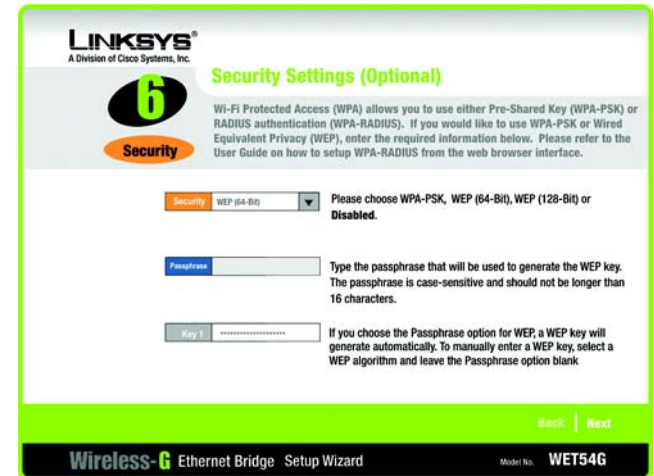 LINKSYS®
A Division of Cisco Systems, Inc.
6
Security
Security Settings (Optional)
Wi-Fi Protected Access (WPA) allows you to use either Pre-Shared Key (WPA-PSK) or
RADIUS authentication (WPA-RADIUS). If you would like to use WPA-PSK or Wired
Equivalent Privacy (WEP), enter the required information below. Please refer to the
User Guide on how to setup WPA-RADIUS from the web browser interface.
Security WEP (64-Bit)
Please choose WPA-PSK, WEP (64-Bit), WEP (128-Bit) or
Disabled.
Passphrase
Type the passphrase that will be used to generate the WEP key.
The passphrase is case-sensitive and should not be longer than
16 characters.
Key 1
If you choose the Passphrase option for WEP, a WEP key will
generate automatically. To manually enter a WEP key, select a
WEP algorithm and leave the Passphrase option blank
Back | Next
Wireless-G Ethernet Bridge Setup Wizard
Model No. WET54G